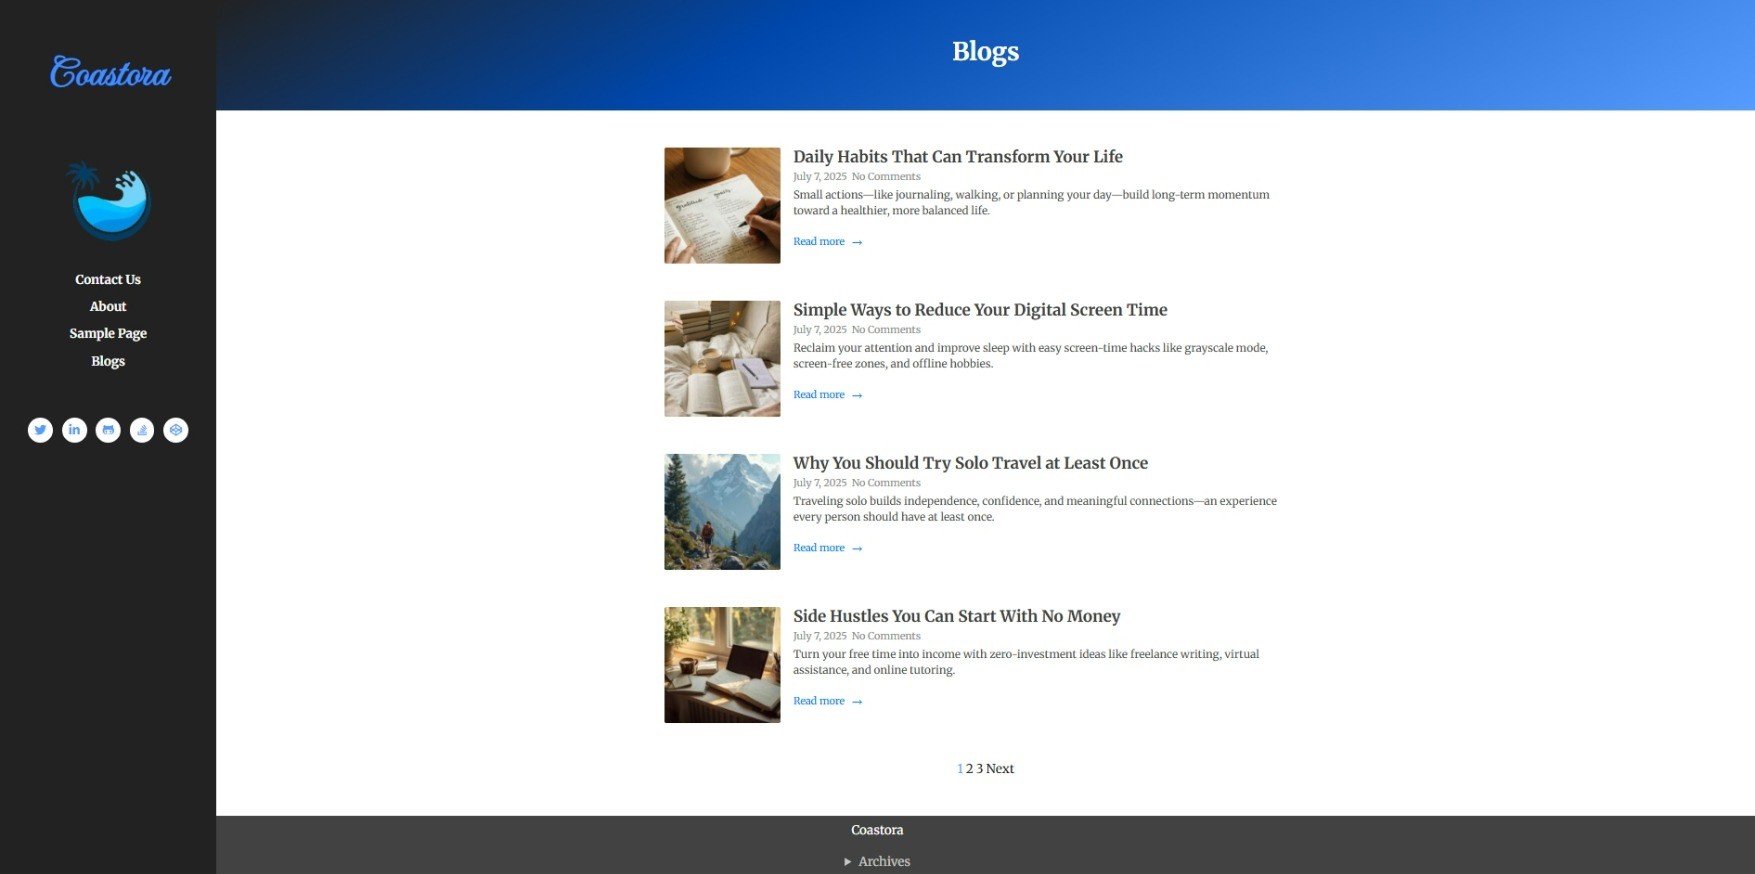 Coastora
Contact Us
About
Sample Page
Blogs
Blogs
Daily Habits That Can Transform Your Life
July 7, 2025 No Comments
Small actions—like journaling, walking, or planning your day—build long-term momentum
toward a healthier, more balanced life.
Read more →
Simple Ways to Reduce Your Digital Screen Time
July 7, 2025 No Comments
Reclaim your attention and improve sleep with easy screen-time hacks like grayscale mode,
screen-free zones, and offline hobbies.
Read more →
Why You Should Try Solo Travel at Least Once
July 7, 2025 No Comments
Traveling solo builds independence, confidence, and meaningful connections—an experience
every person should have at least once.
Read more →
Side Hustles You Can Start With No Money
July 7, 2025 No Comments
Turn your free time into income with zero-investment ideas like freelance writing, virtual
assistance, and online tutoring.
Read more →
1 2 3 Next
Coastora
▶ Archives